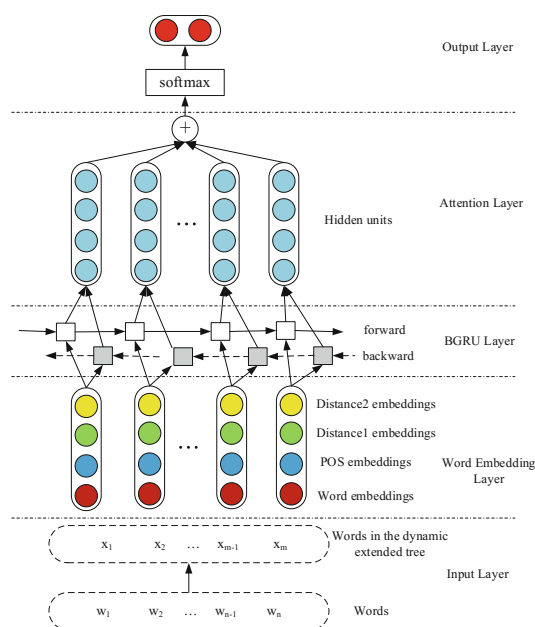 Output Layer
softmax
+
Attention Layer
Hidden units
...
forward
BGRU Layer
backward
Distance2 embeddings
Distance1 embeddings
...
POS embeddings
Word Embedding
Layer
Word embeddings
Words in the dynamic
extended tree
x1 x2 ... xm-1 xm
Input Layer
w1 w2 ... wn-1 wn Words